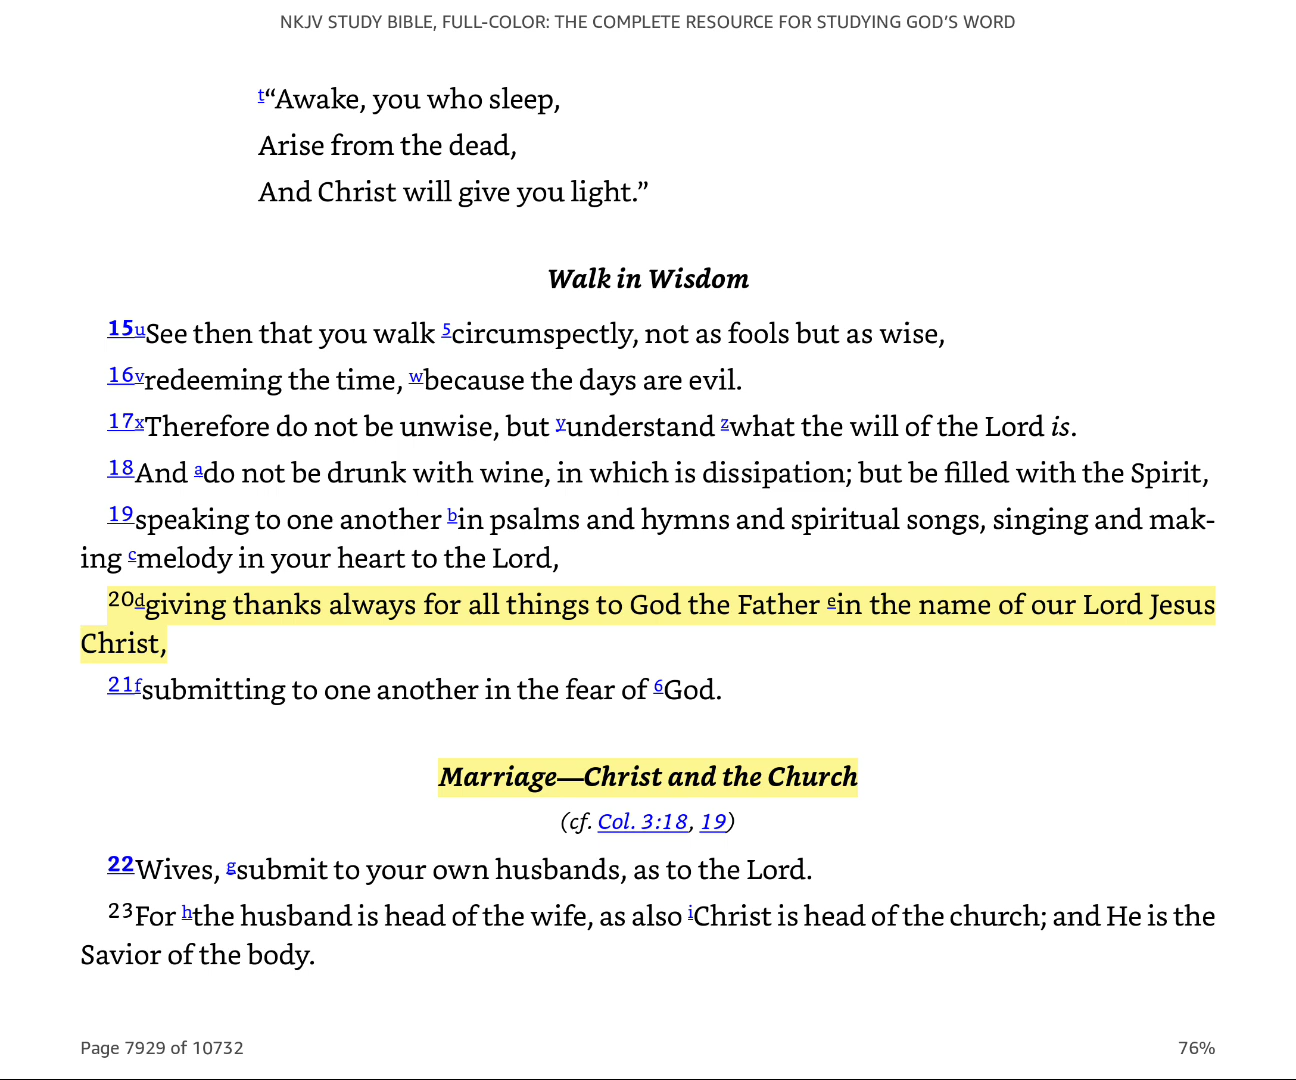 NKJV STUDY BIBLE, FULL-COLOR: THE COMPLETE RESOURCE FOR STUDYING GOD’S WORD
t“Awake, you who sleep,
Arise from the dead,
And Christ will give you light.”
Walk in Wisdom
15uSee then that you walk 5circumspectly, not as fools but as wise,
16vredeeming the time, wbecause the days are evil.
17xTherefore do not be unwise, but yunderstand zwhat the will of the Lord is.
18And ado not be drunk with wine, in which is dissipation; but be filled with the Spirit,
19speaking to one another bin psalms and hymns and spiritual songs, singing and mak-
ing cmelody in your heart to the Lord,
20dgiving thanks always for all things to God the Father ein the name of our Lord Jesus
Christ,
21fsubmitting to one another in the fear of 6God.
Marriage—Christ and the Church
(cf. Col. 3:18, 19)
22Wives, gsubmit to your own husbands, as to the Lord.
23For hthe husband is head of the wife, as also iChrist is head of the church; and He is the
Savior of the body.
Page 7929 of 10732
76%